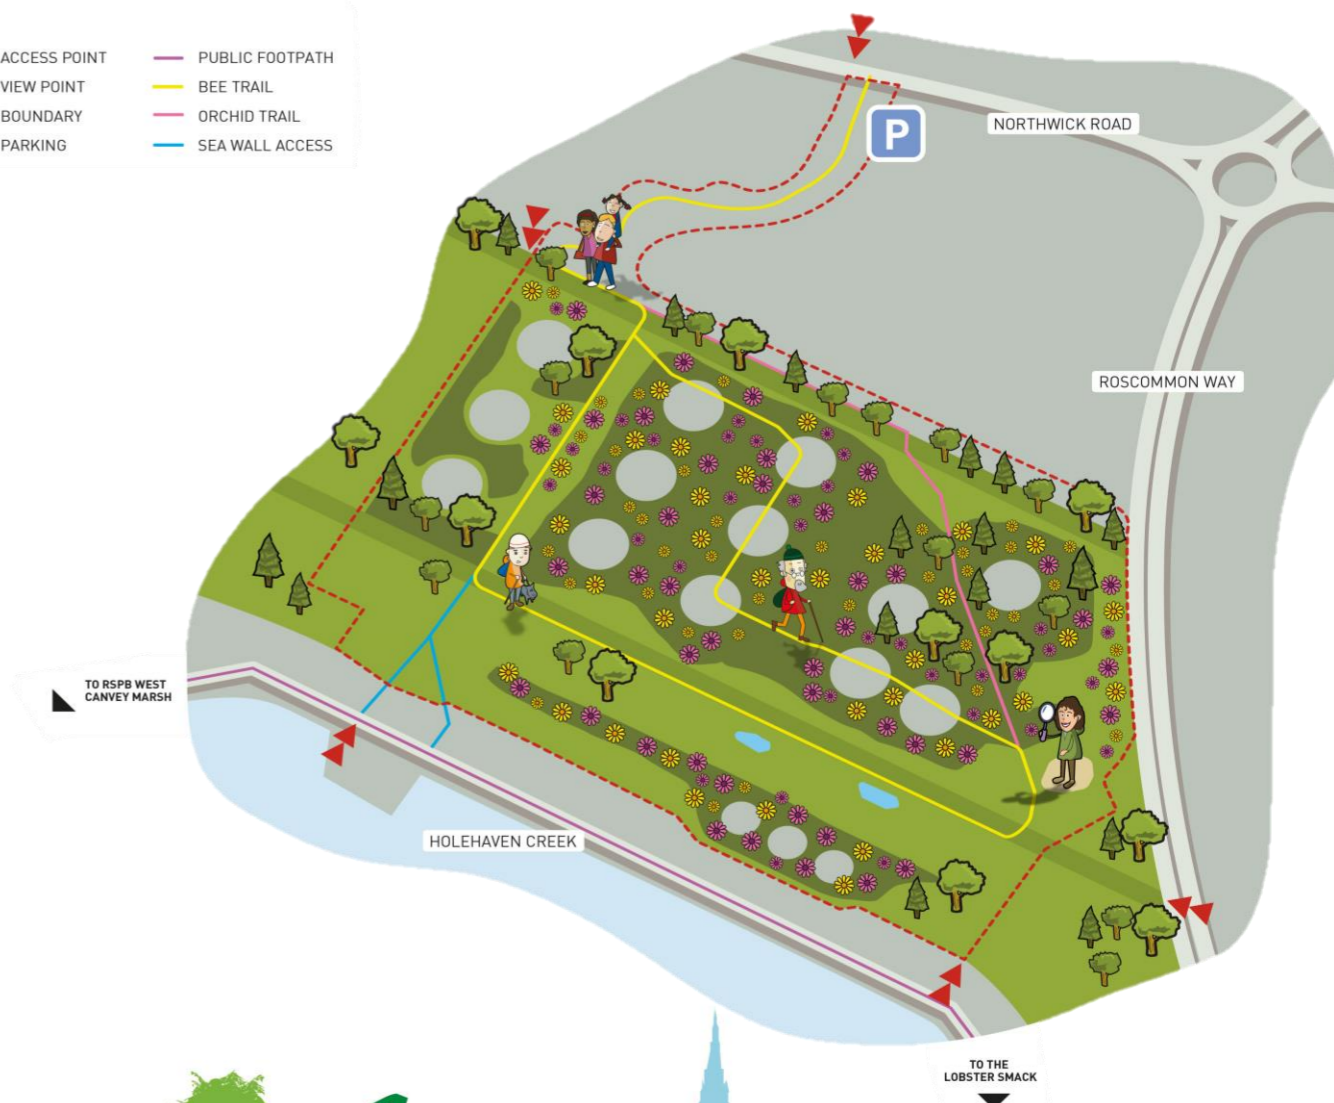 ACCESS POINT
VIEW POINT
BOUNDARY
PARKING
PUBLIC FOOTPATH
BEE TRAIL
ORCHID TRAIL
SEA WALL ACCESS
P
NORTHWICK ROAD
ROSCOMMON WAY
TO RSPB WEST
CANVEY MARSH
HOLEHAVEN CREEK
TO THE
LOBSTER SMACK